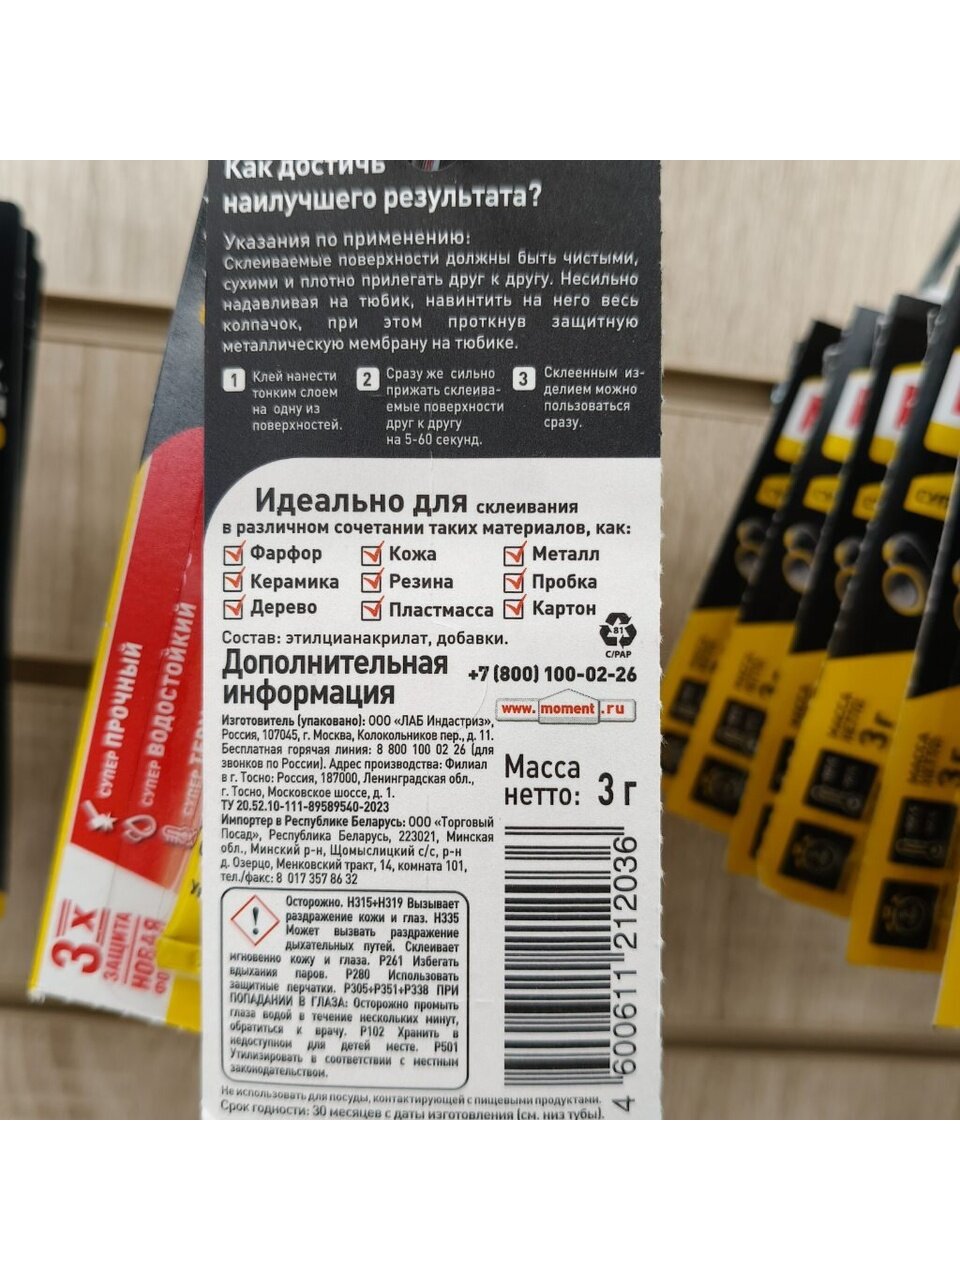 Как достичь
наилучшего результата?
Указания по применению:
Склеиваемые поверхности должны быть чистыми,
сухими и плотно прилегать друг к другу. Несильно
надавливая на тюбик, навинтить на него весь
колпачок, при этом проткнув защитную
металлическую мембрану на тюбике.
1 Клей нанести
тонким слоем
на одну из
поверхностей.
2 Сразу же сильно
прижать склеива-
емые поверхности
друг к другу
на 5-60 секунд.
3 Склеенным из-
делием можно
пользоваться
сразу.
Идеально для склеивания
в различном сочетании таких материалов, как:
Фарфор Кожа Металл
Керамика Резина Пробка
Дерево Пластмасса Картон
Состав: этилцианакрилат, добавки.
81
C/PAP
Дополнительная
информация
+7 (800) 100-02-26
www.moment.ru
Изготовитель (упаковано): ООО «ЛАБ Индастриз»,
Россия, 107045, г. Москва, Колокольников пер., д. 11.
Бесплатная горячая линия: 8 800 100 02 26 (для
звонков по России). Адрес производства: Филиал
в г. Тосно: Россия, 187000, Ленинградская обл.,
г. Тосно, Московское шоссе, д. 1.
ТУ 20.52.10-111-89589540-2023
Импортер в Республике Беларусь: ООО «Торговый
Посад», Республика Беларусь, 223021, Минская
обл., Минский р-н, Щомыслицкий с/с, р-н
д. Озерцо, Менковский тракт, 14, комната 101,
тел./факс: 8 017 357 86 32
Масса
нетто: 3 г
Осторожно. H315+H319 Вызывает
раздражение кожи и глаз. H335
Может вызвать раздражение
дыхательных путей. Склеивает
мгновенно кожу и глаза. P261 Избегать
вдыхания паров. P280 Использовать
защитные перчатки. P305+P351+P338 ПРИ
ПОПАДАНИИ В ГЛАЗА: Осторожно промыть
глаза водой в течение нескольких минут,
обратиться к врачу. P102 Хранить в
недоступном для детей месте. P501
Утилизировать в соответствии с местным
законодательством.
4 600611 212036
Не использовать для посуды, контактирующей с пищевыми продуктами.
Срок годности: 30 месяцев с даты изготовления (см. низ тубы).
СУПЕР ПРОЧНЫЙ
СУПЕР ВОДОСТОЙКИЙ
СУПЕР
3 x
ЗАЩИТА
НОВАЯ
МАССА
НЕТТО
3 г